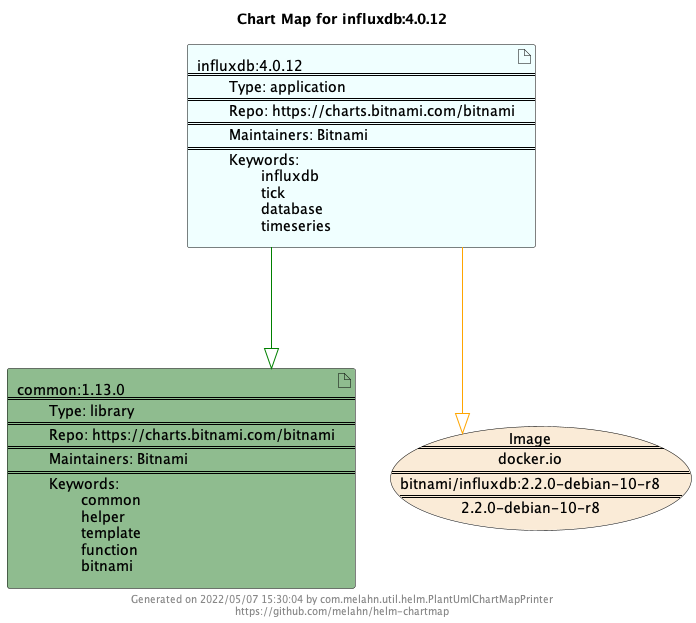 Chart Map for influxdb:4.0.12
influxdb:4.0.12
Type: application
Repo: https://charts.bitnami.com/bitnami
Maintainers: Bitnami
Keywords:
influxdb
tick
database
timeseries
common:1.13.0
Type: library
Repo: https://charts.bitnami.com/bitnami
Maintainers: Bitnami
Keywords:
common
helper
template
function
bitnami
Image
docker.io
bitnami/influxdb:2.2.0-debian-10-r8
2.2.0-debian-10-r8
Generated on 2022/05/07 15:30:04 by com.melahn.util.helm.PlantUmlChartMapPrinter
https://github.com/melahn/helm-chartmap